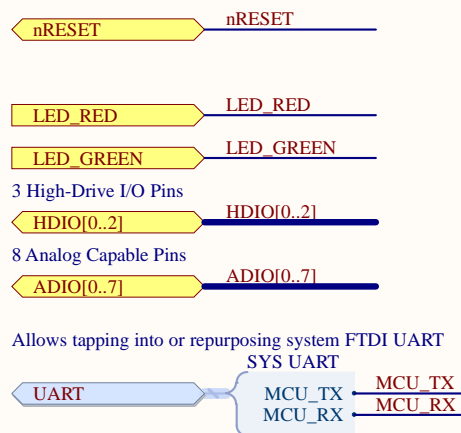 nRESET nRESET
LED_RED LED_RED
LED_GREEN LED_GREEN
3 High-Drive I/O Pins
HDIO[0..2] HDIO[0..2]
8 Analog Capable Pins
ADIO[0..7] ADIO[0..7]
Allows tapping into or repurposing system FTDI UART
SYS UART
UART MCU_TX MCU_TX
MCU_RX MCU_RX